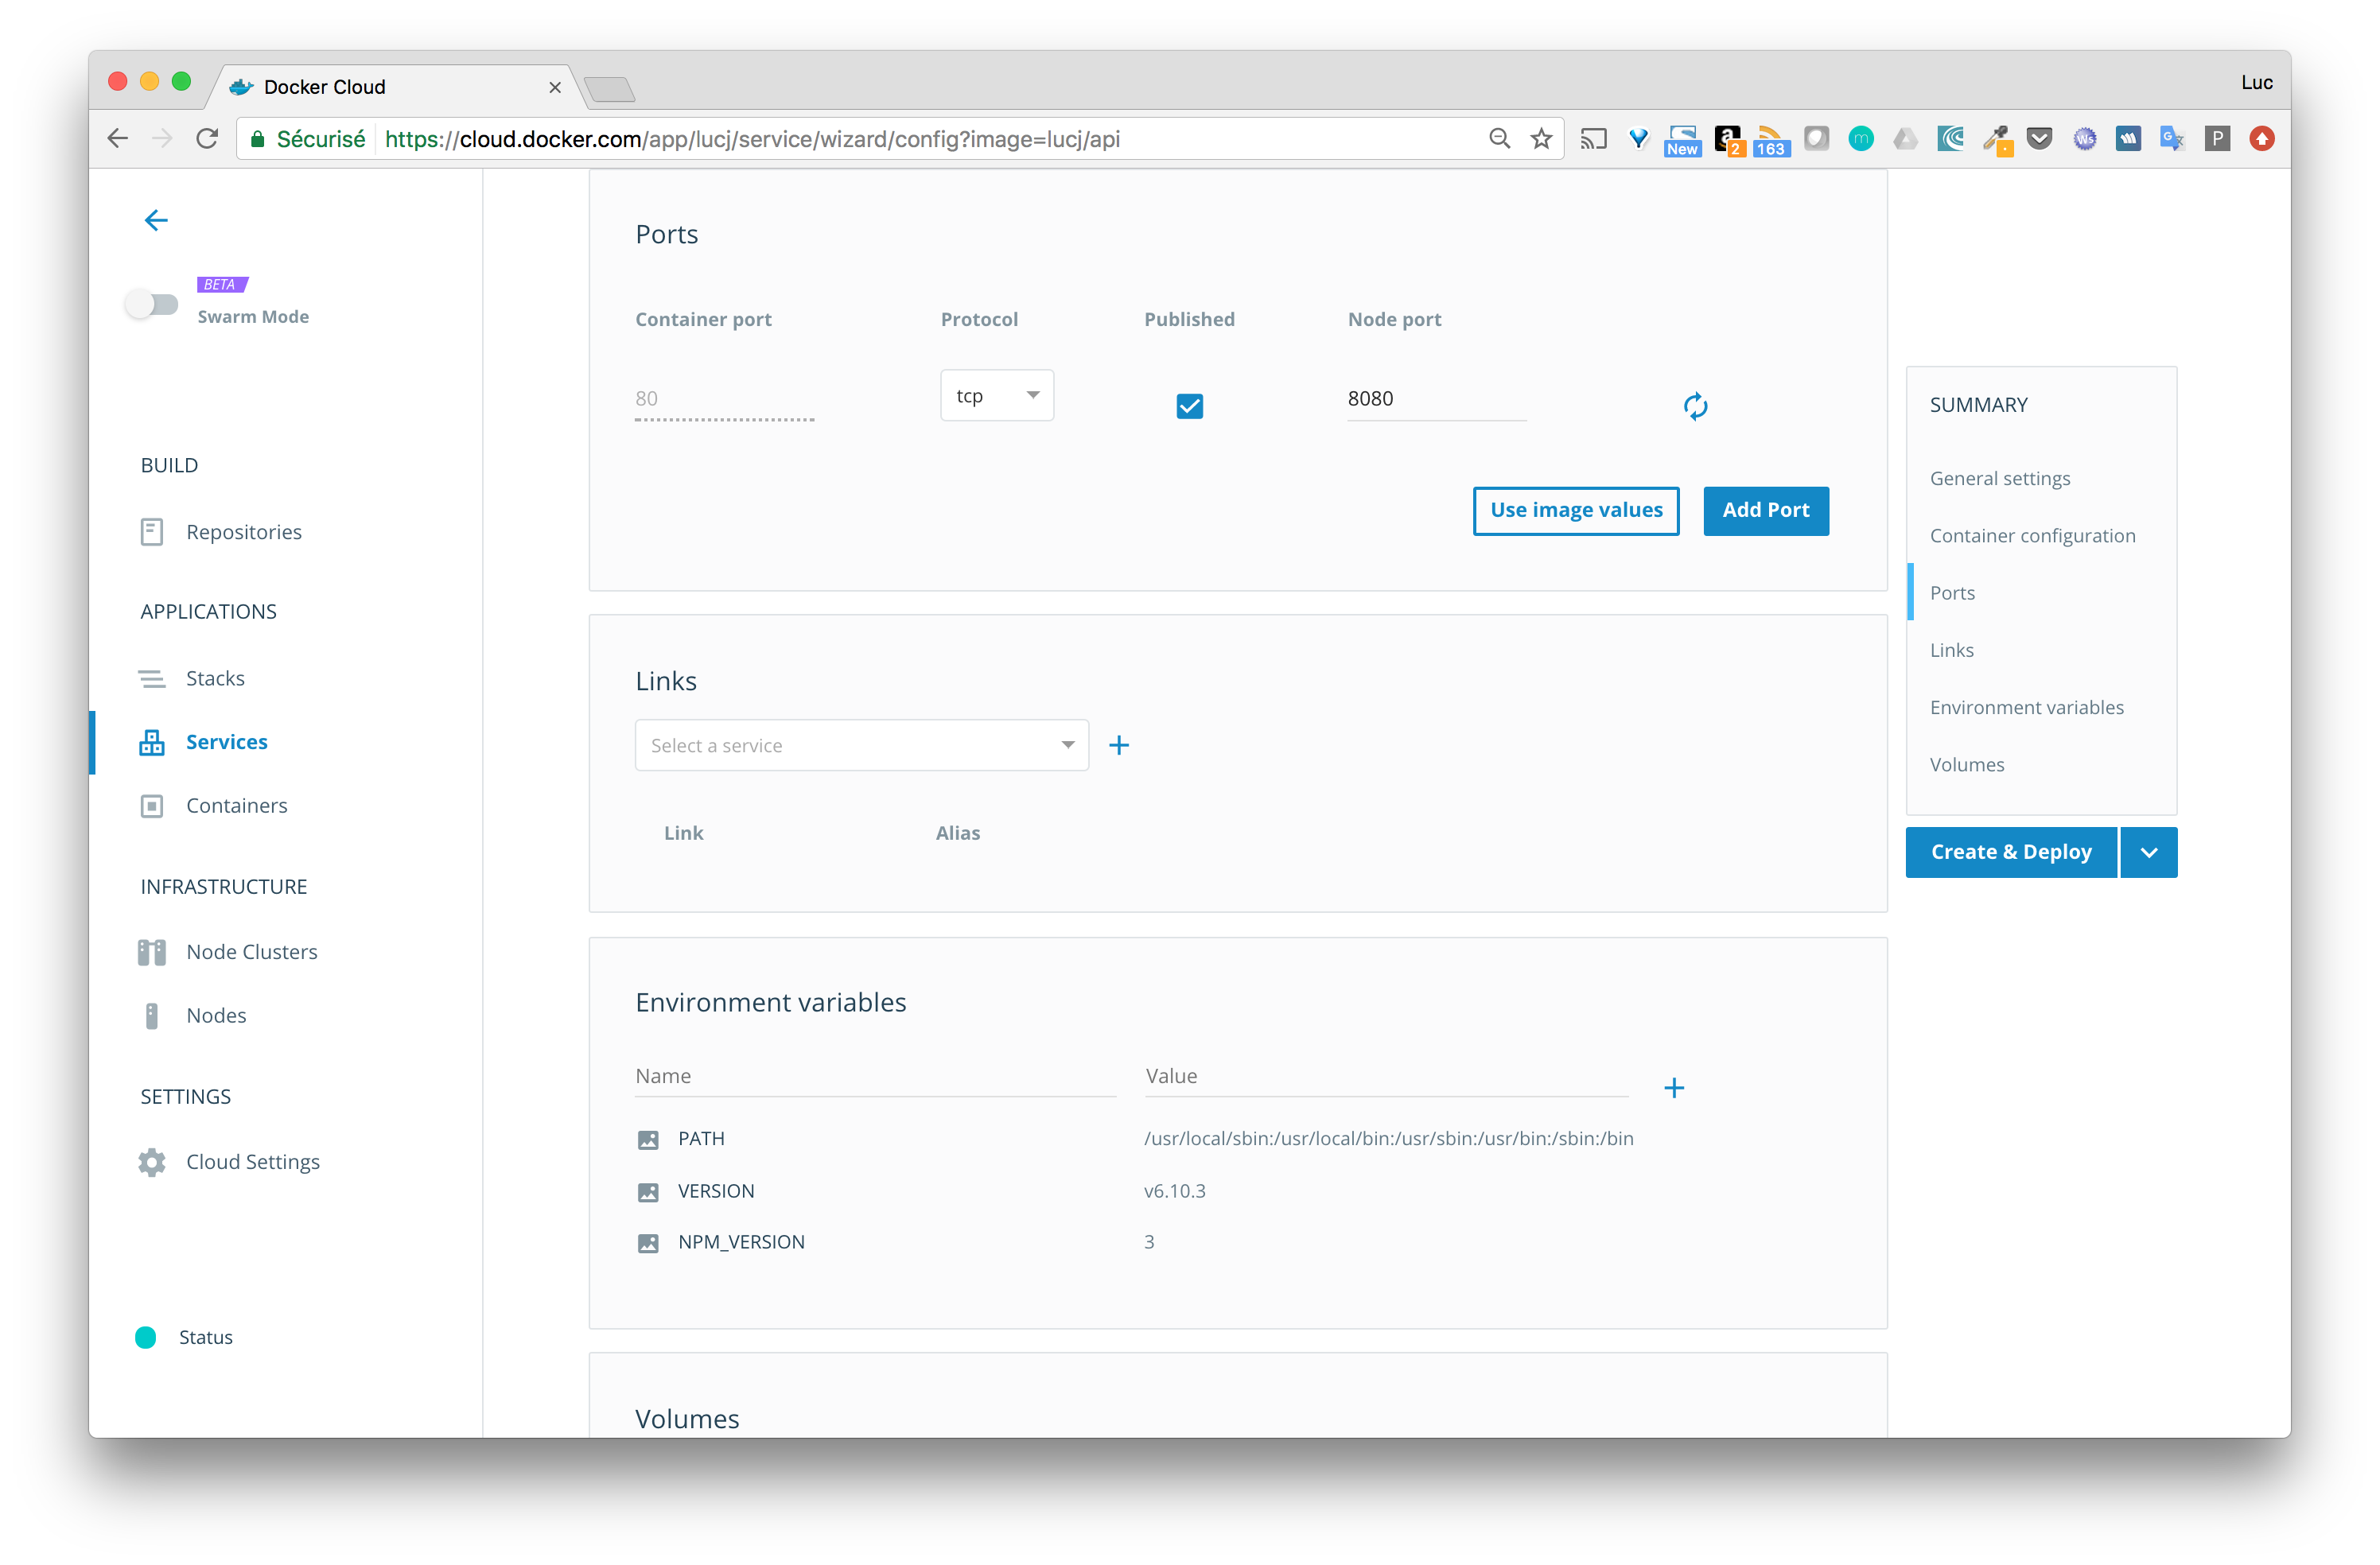 Docker Cloud
Luc
Sécurisé https://cloud.docker.com/app/lucj/service/wizard/config?image=lucj/api
New
a
2
163
m
Ws
G
P
BETA
Swarm Mode
BUILD
Repositories
APPLICATIONS
Stacks
Services
Containers
INFRASTRUCTURE
Node Clusters
Nodes
SETTINGS
Cloud Settings
Status
Ports
Container port Protocol Published Node port
80 tcp 8080
Use image values Add Port
Links
Select a service
Link Alias
Environment variables
Name Value
PATH /usr/local/sbin:/usr/local/bin:/usr/sbin:/usr/bin:/sbin:/bin
VERSION v6.10.3
NPM_VERSION 3
Volumes
SUMMARY
General settings
Container configuration
Ports
Links
Environment variables
Volumes
Create & Deploy